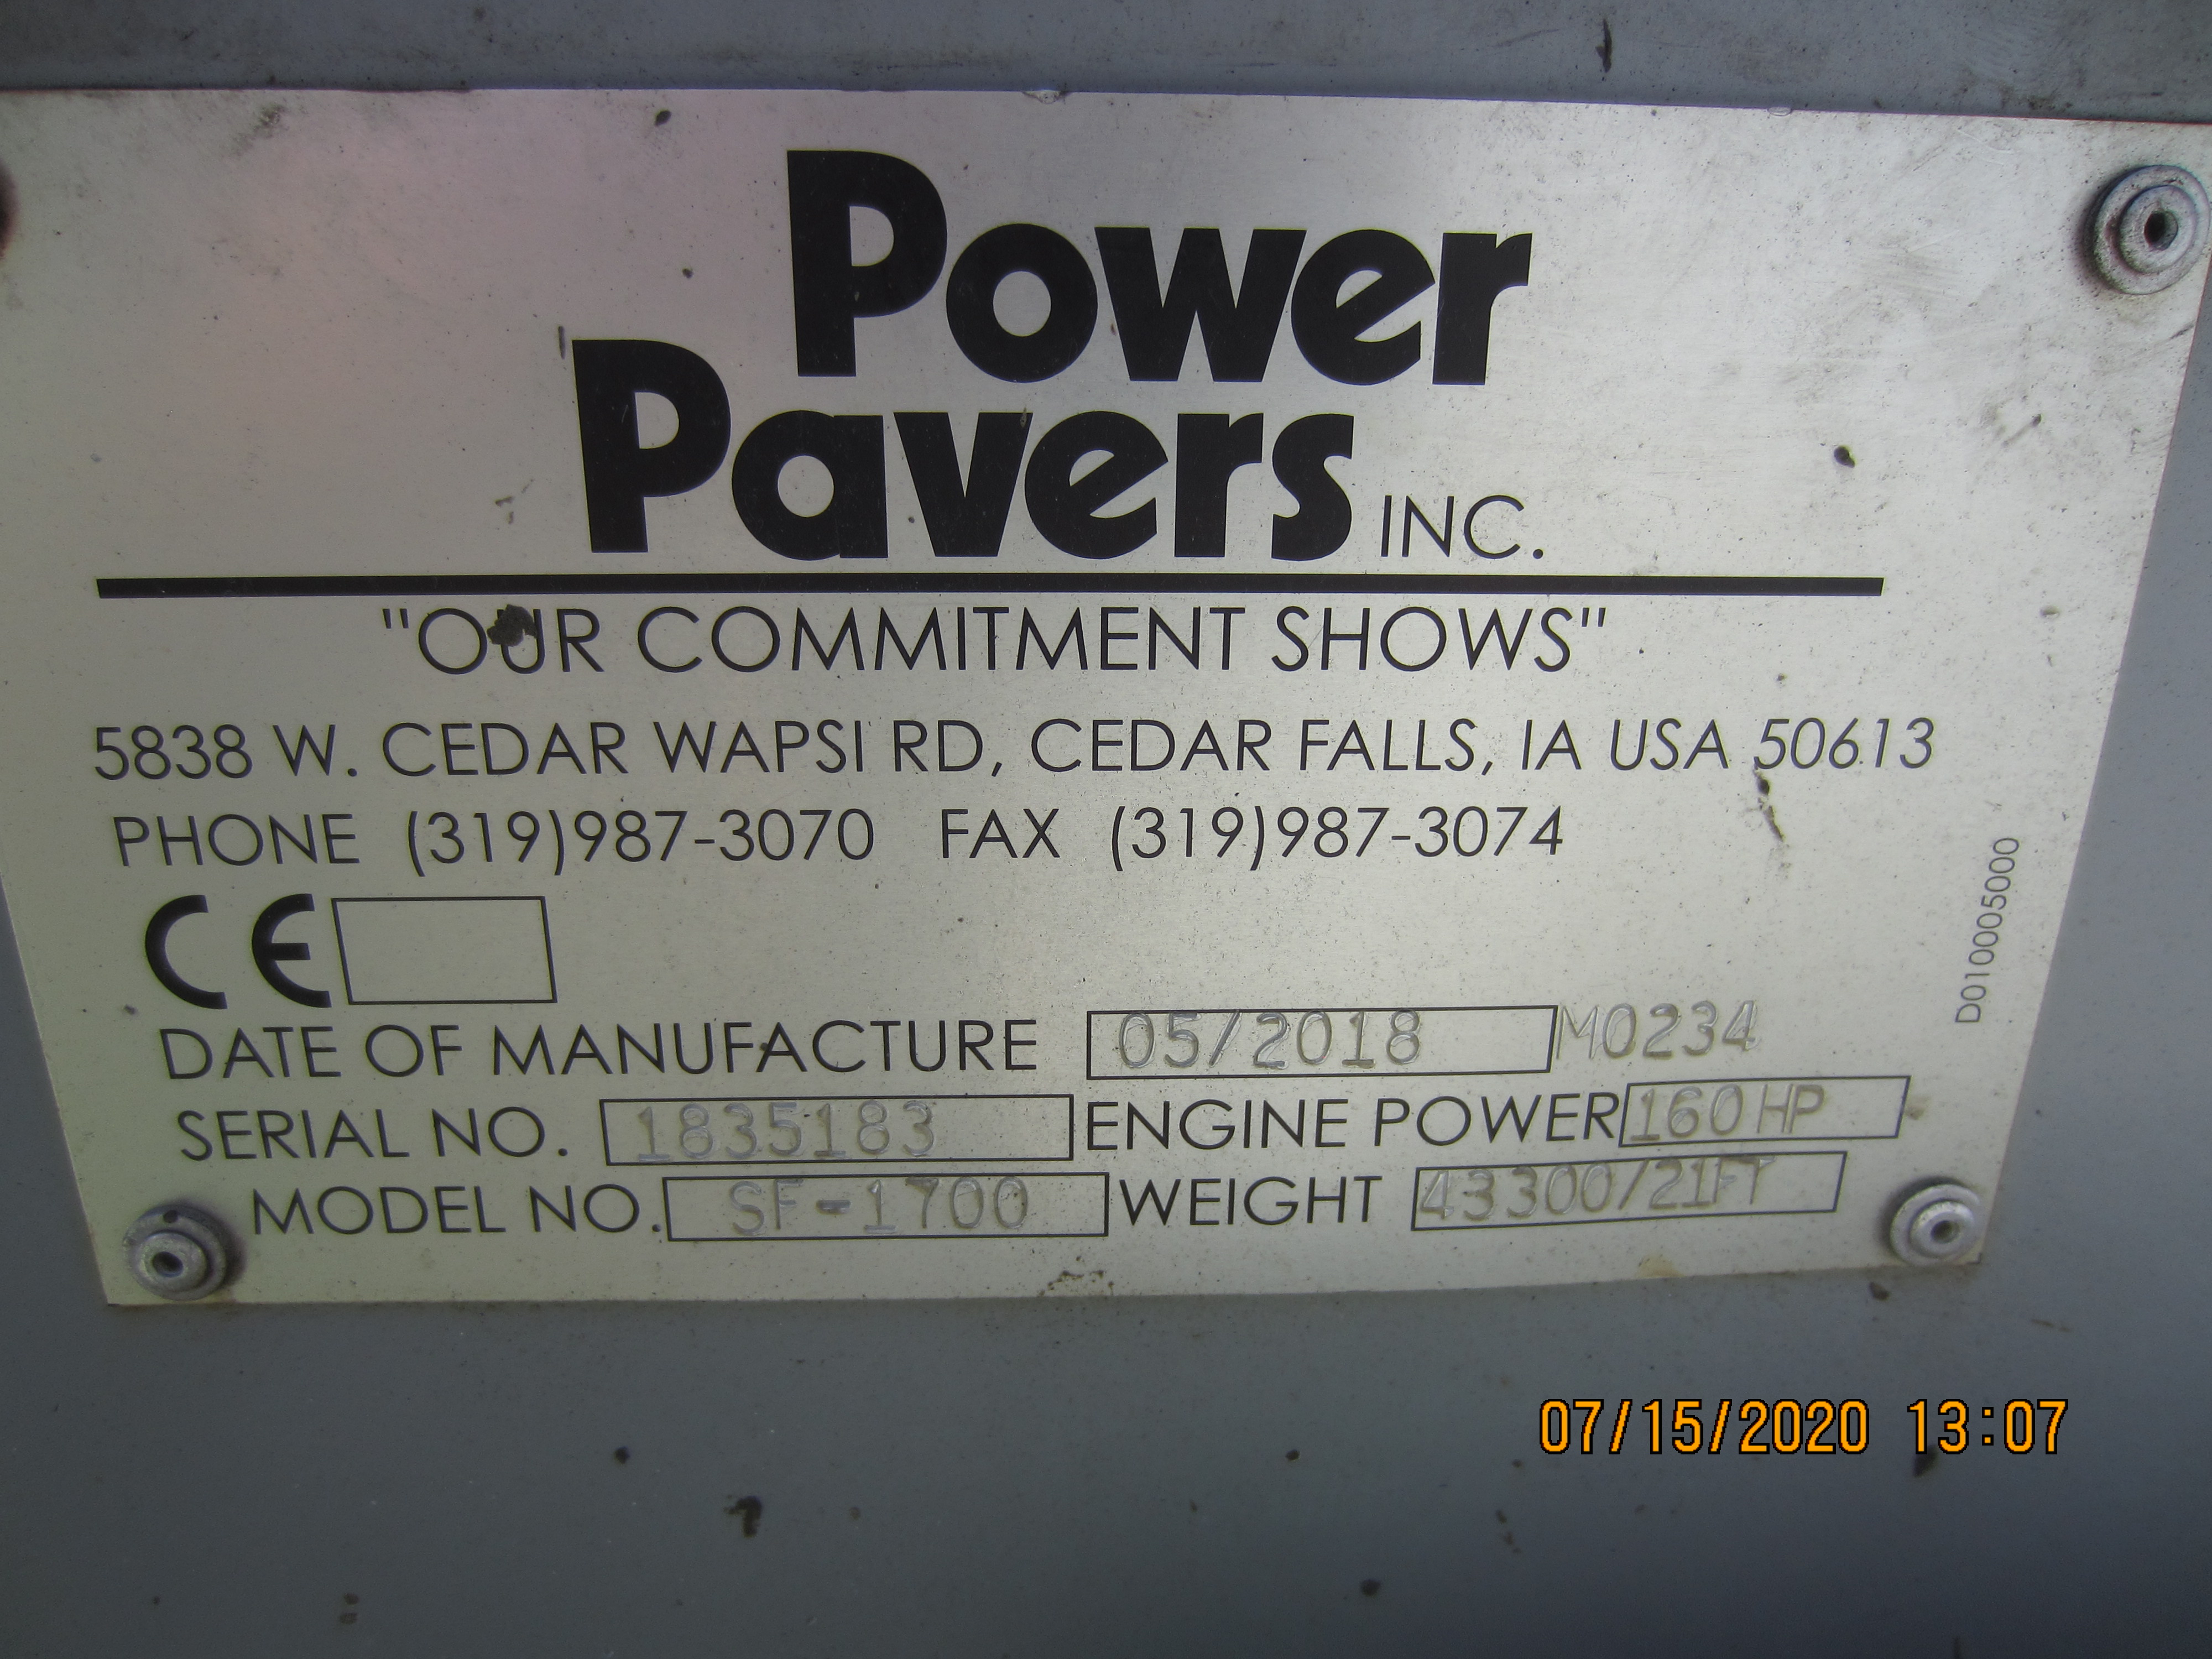 Power
Pavers INC.
"OUR COMMITMENT SHOWS"
5838 W. CEDAR WAPSI RD, CEDAR FALLS, IA USA 50613
PHONE (319)987-3070 FAX (319)987-3074
CE
D010005000
DATE OF MANUFACTURE 05/2018 M0234
SERIAL NO. 1835183 ENGINE POWER 160HP
MODEL NO. SF-1700 WEIGHT 43300/21FT
07/15/2020 13:07